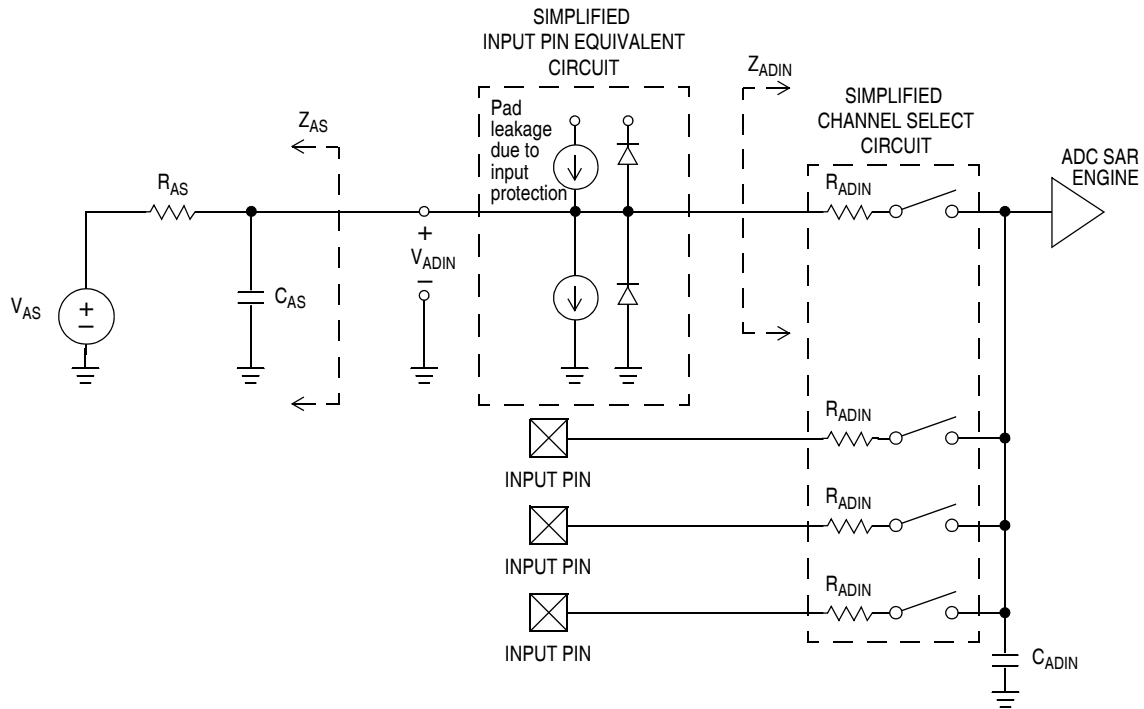 SIMPLIFIED
INPUT PIN EQUIVALENT
CIRCUIT
Pad
leakage
due to
input
protection
ZADIN
SIMPLIFIED
CHANNEL SELECT
CIRCUIT
ADC SAR
ENGINE
ZAS
RAS
RADIN
VAS
+
−
CAS
+
VADIN
−
RADIN
INPUT PIN
RADIN
INPUT PIN
RADIN
INPUT PIN
CADIN